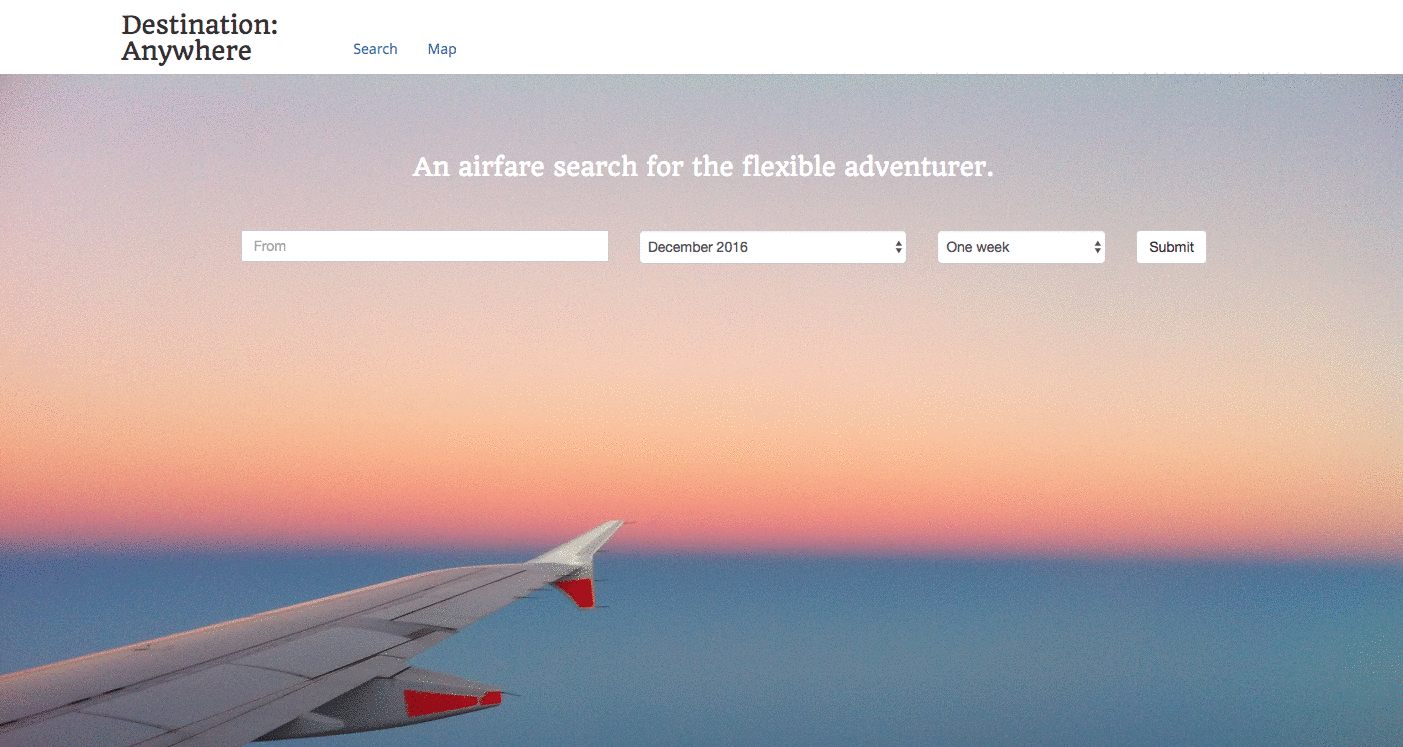 Destination:
Anywhere
Search Map
An airfare search for the flexible adventurer.
From December 2016 One week Submit